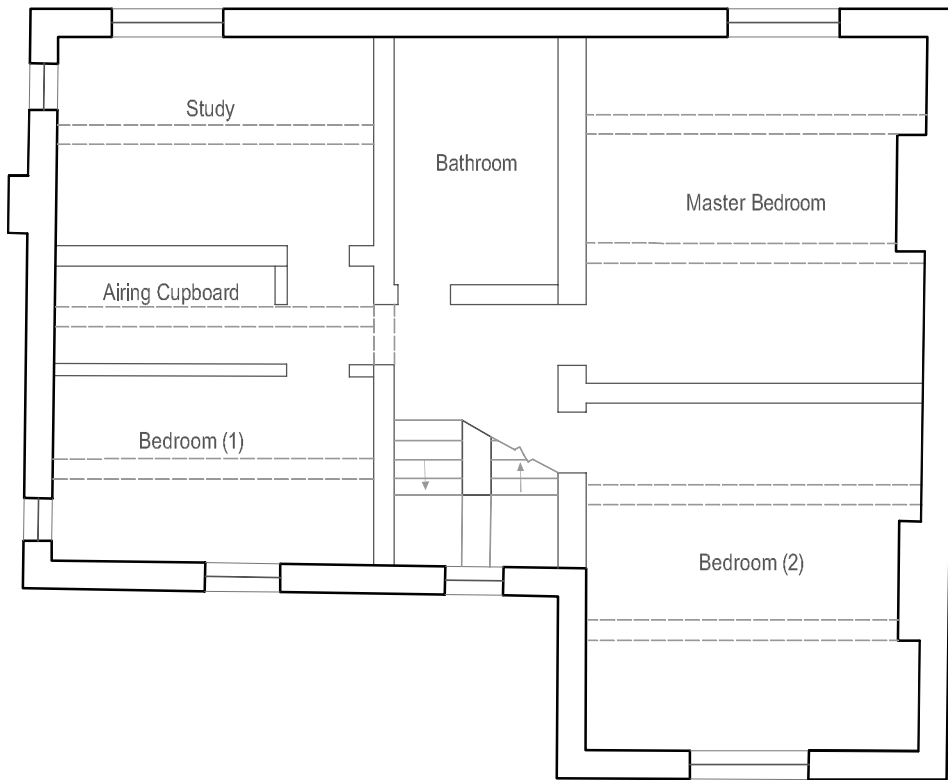 Study
Bathroom
Master Bedroom
Airing Cupboard
Bedroom (1)
Bedroom (2)